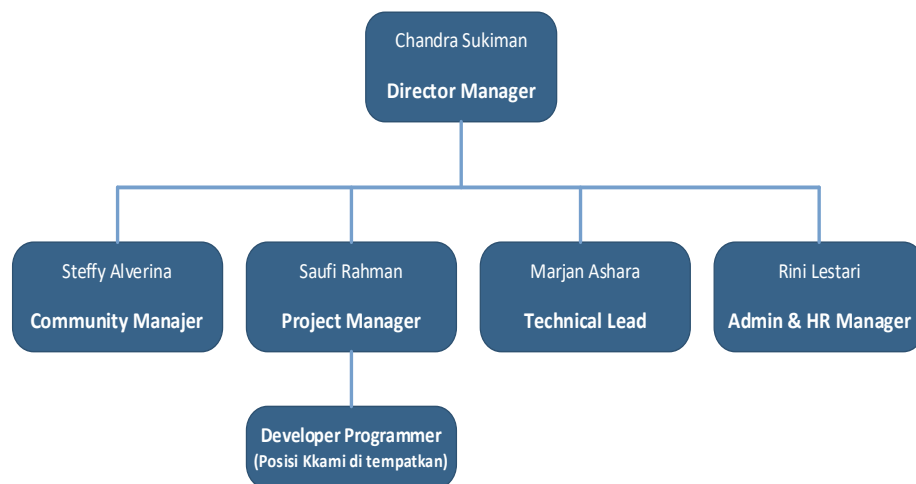 Chandra Sukiman
Director Manager
Steffy Alverina
Community Manajer
Saufi Rahman
Project Manager
Marjan Ashara
Technical Lead
Rini Lestari
Admin & HR Manager
Developer Programmer
(Posisi Kkami di tempatkan)